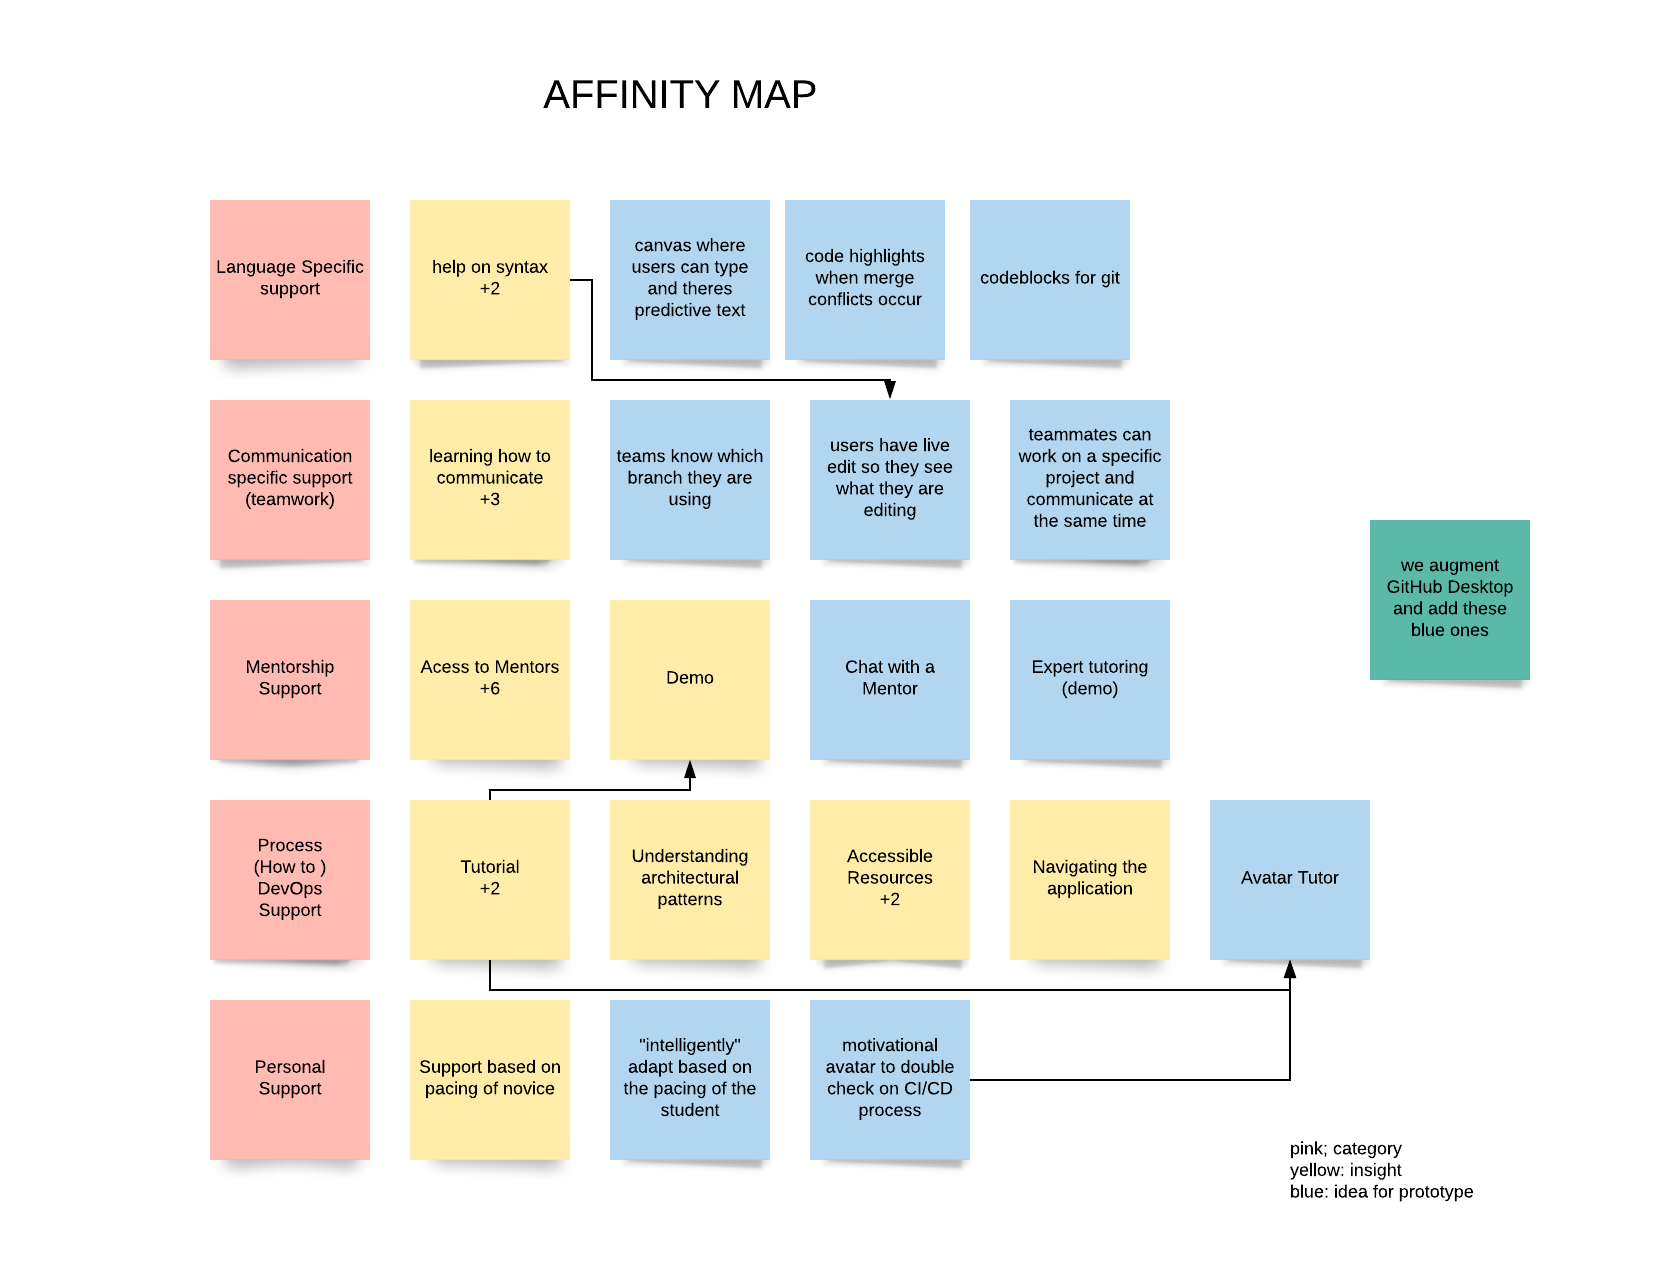 AFFINITY MAP
Language Specific
support
help on syntax
+2
canvas where
users can type
and theres
predictive text
code highlights
when merge
conflicts occur
codeblocks for git
Communication
specific support
(teamwork)
learning how to
communicate
+3
teams know which
branch they are
using
users have live
edit so they see
what they are
editing
teammates can
work on a specific
project and
communicate at
the same time
we augment
GitHub Desktop
and add these
blue ones
Mentorship
Support
Acess to Mentors
+6
Demo
Chat with a
Mentor
Expert tutoring
(demo)
Process
(How to )
DevOps
Support
Tutorial
+2
Understanding
architectural
patterns
Accessible
Resources
+2
Navigating the
application
Avatar Tutor
Personal
Support
Support based on
pacing of novice
"intelligently"
adapt based on
the pacing of the
student
motivational
avatar to double
check on CI/CD
process
pink; category
yellow: insight
blue: idea for prototype